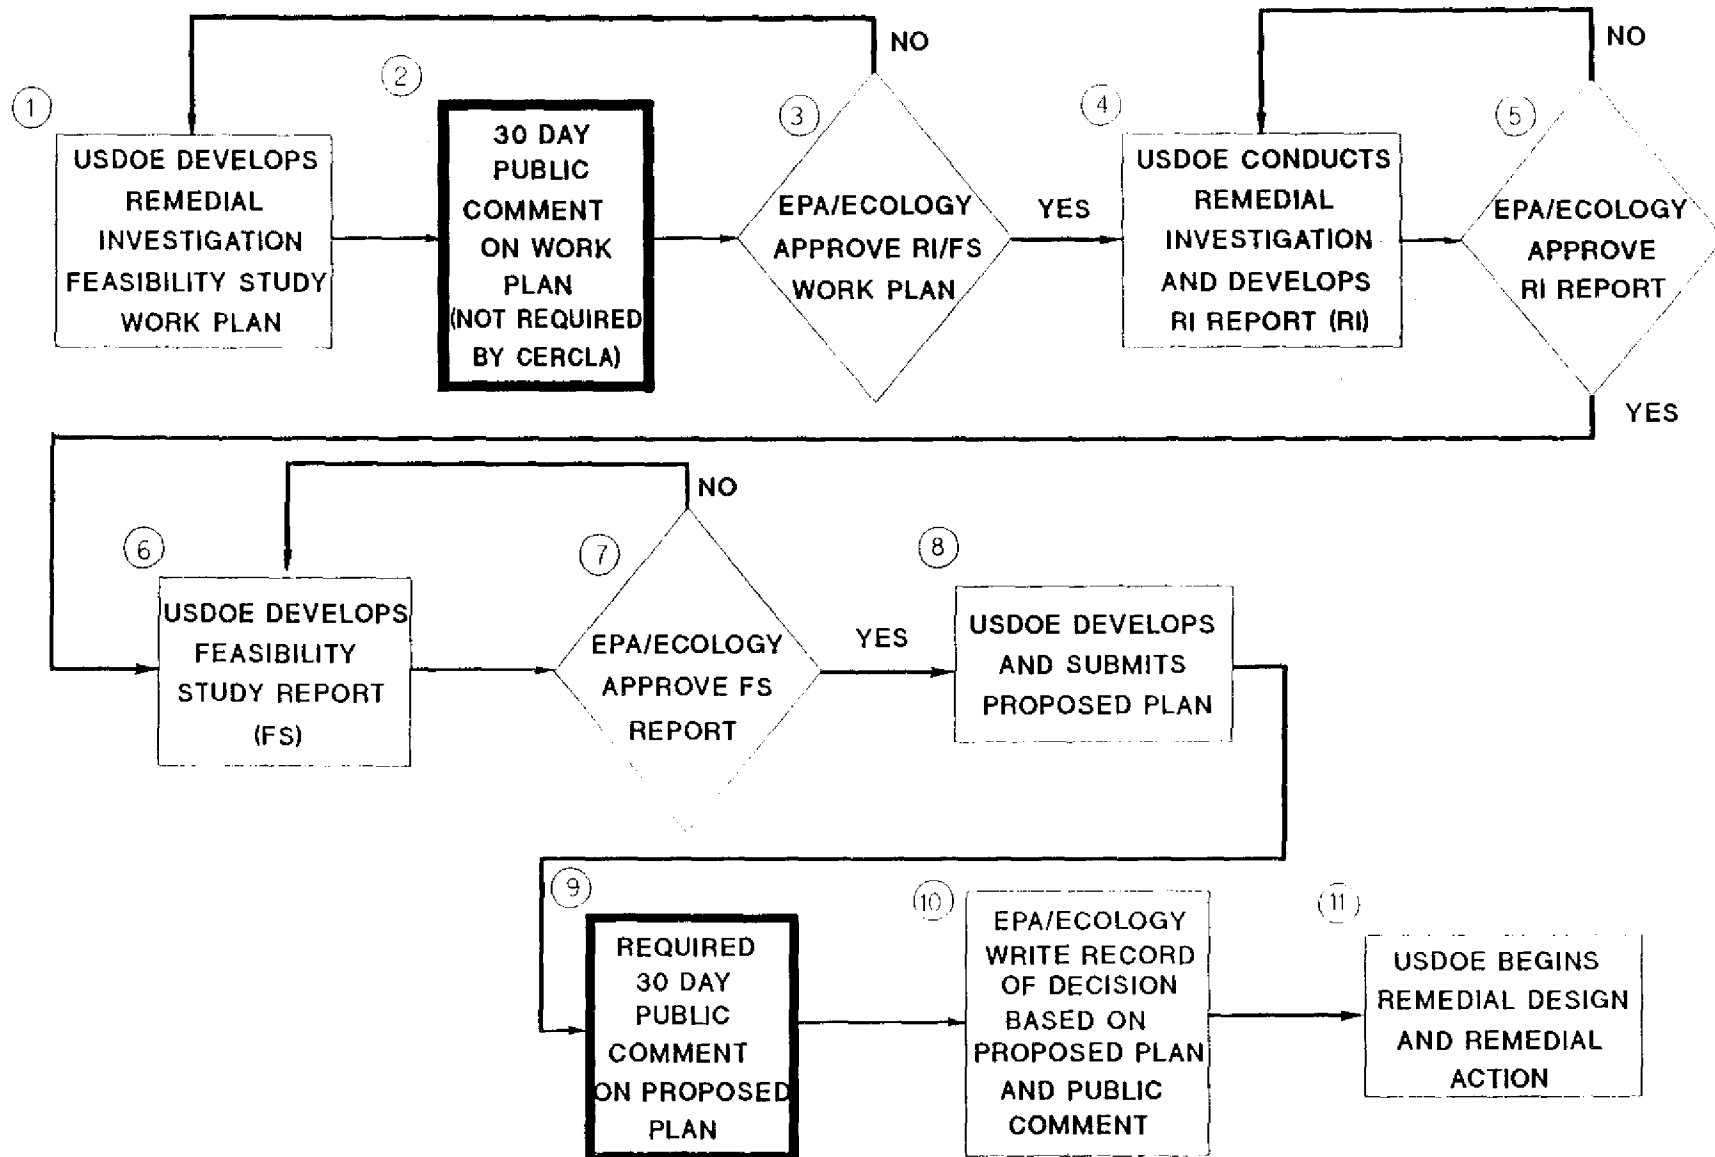 1
USDOE DEVELOPS
REMEDIAL
INVESTIGATION
FEASIBILITY STUDY
WORK PLAN
2
30 DAY
PUBLIC
COMMENT
ON WORK
PLAN
(NOT REQUIRED
BY CERCLA)
3
NO
EPA/ECOLOGY
APPROVE RI/FS
WORK PLAN
YES
4
USDOE CONDUCTS
REMEDIAL
INVESTIGATION
AND DEVELOPS
RI REPORT (RI)
NO
5
EPA/ECOLOGY
APPROVE
RI REPORT
YES
6
USDOE DEVELOPS
FEASIBILITY
STUDY REPORT
(FS)
NO
7
EPA/ECOLOGY
APPROVE FS
REPORT
YES
8
USDOE DEVELOPS
AND SUBMITS
PROPOSED PLAN
9
REQUIRED
30 DAY
PUBLIC
COMMENT
ON PROPOSED
PLAN
10
EPA/ECOLOGY
WRITE RECORD
OF DECISION
BASED ON
PROPOSED PLAN
AND PUBLIC
COMMENT
11
USDOE BEGINS
REMEDIAL DESIGN
AND REMEDIAL
ACTION